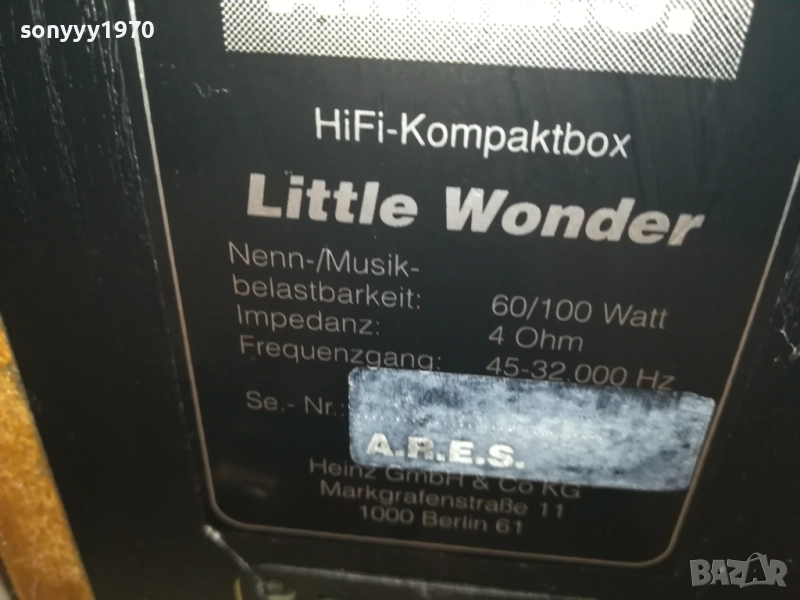 sonyyy1970
HiFi-Kompaktbox
Little Wonder
Nenn-/Musik-
belastbarkeit: 60/100 Watt
Impedanz: 4 Ohm
Frequenzgang: 45-32.000 Hz
Se.- Nr.:
A.R.E.S.
Heinz GmbH & Co KG
Markgrafenstraße 11
1000 Berlin 61
BAZAR